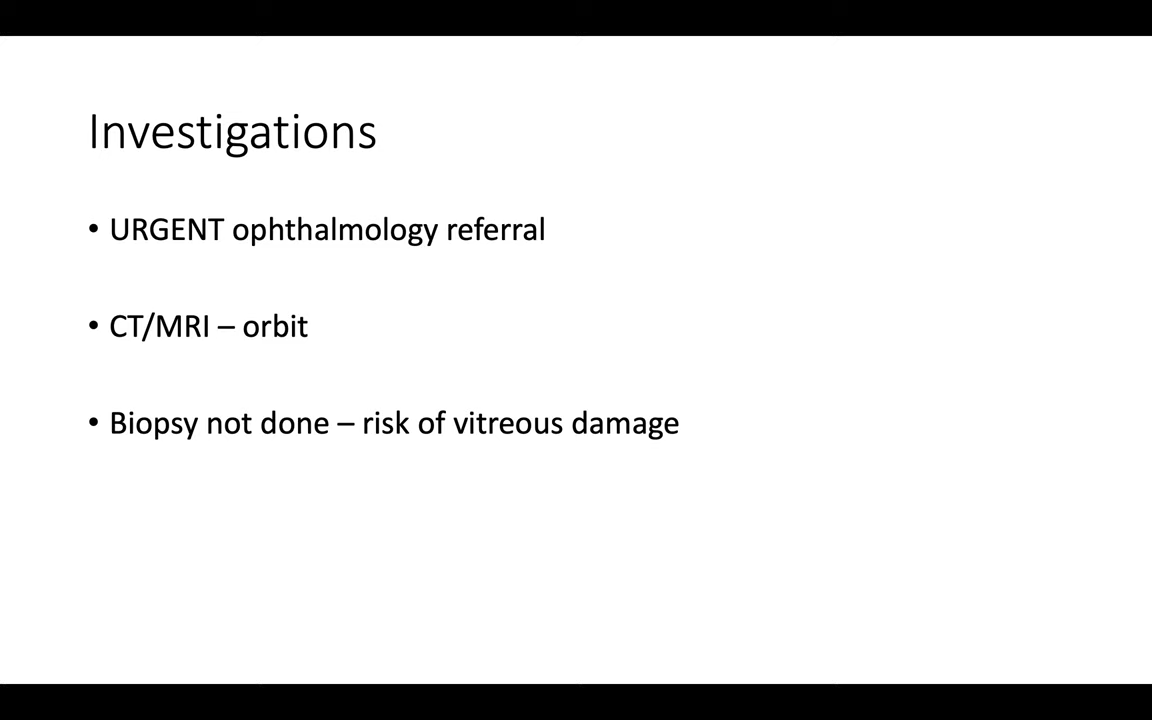 Investigations
• URGENT ophthalmology referral
• CT/MRI – orbit
• Biopsy not done – risk of vitreous damage